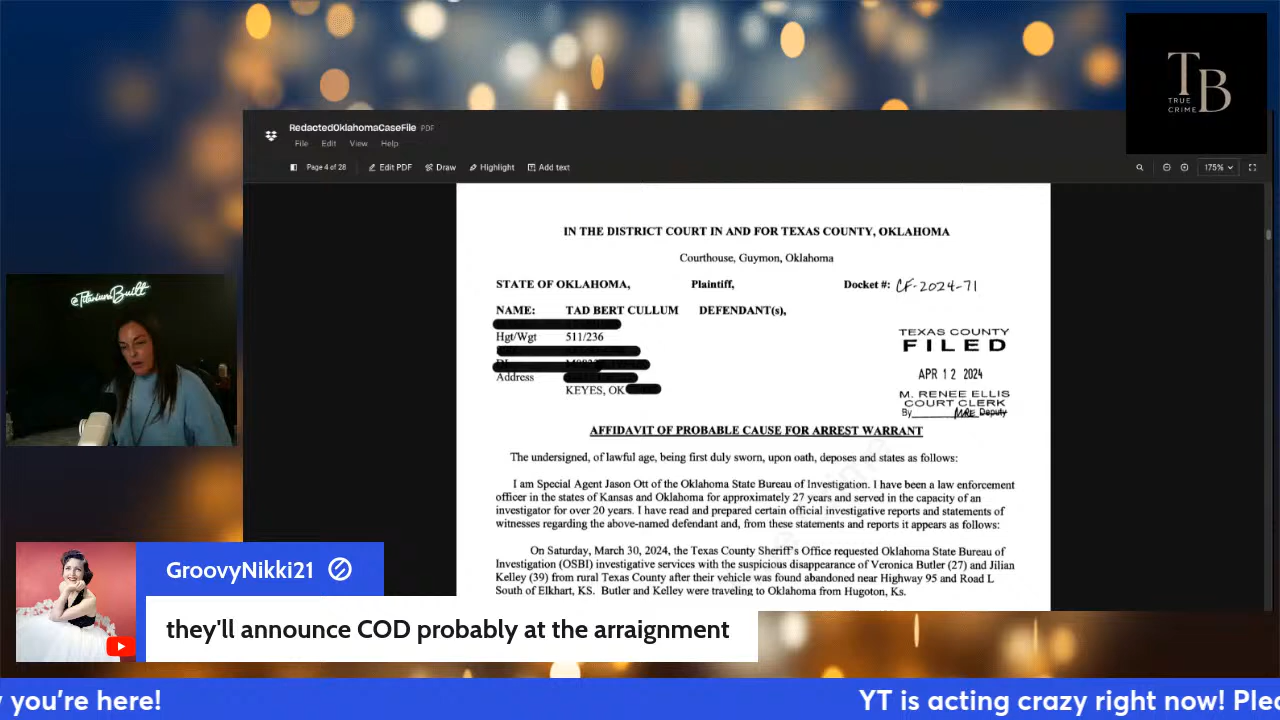 TB
TRUE
CRIME
RedactedOklahomaCaseFile PDF
File Edit View Help
Page 4 of 28 Edit PDF Draw Highlight Add text 175%
IN THE DISTRICT COURT IN AND FOR TEXAS COUNTY, OKLAHOMA
Courthouse, Guymon, Oklahoma
STATE OF OKLAHOMA, Plaintiff, Docket #: CF-2024-71
NAME: TAD BERT CULLUM DEFENDANT(s),
Hgt/Wgt 511/236
Address
KEYES, OK
TEXAS COUNTY
FILED
APR 12 2024
M. RENEE ELLIS
COURT CLERK
By MRE Deputy
AFFIDAVIT OF PROBABLE CAUSE FOR ARREST WARRANT
The undersigned, of lawful age, being first duly sworn, upon oath, deposes and states as follows:
I am Special Agent Jason Ott of the Oklahoma State Bureau of Investigation. I have been a law enforcement
officer in the states of Kansas and Oklahoma for approximately 27 years and served in the capacity of an
investigator for over 20 years. I have read and prepared certain official investigative reports and statements of
witnesses regarding the above-named defendant and, from these statements and reports it appears as follows:
On Saturday, March 30, 2024, the Texas County Sheriff's Office requested Oklahoma State Bureau of
Investigation (OSBI) investigative services with the suspicious disappearance of Veronica Butler (27) and Jilian
Kelley (39) from rural Texas County after their vehicle was found abandoned near Highway 95 and Road L
South of Elkhart, KS. Butler and Kelley were traveling to Oklahoma from Hugoton, Ks.
@TitaniumBuilt
GroovyNikki21
they'll announce COD probably at the arraignment
you're here! YT is acting crazy right now!